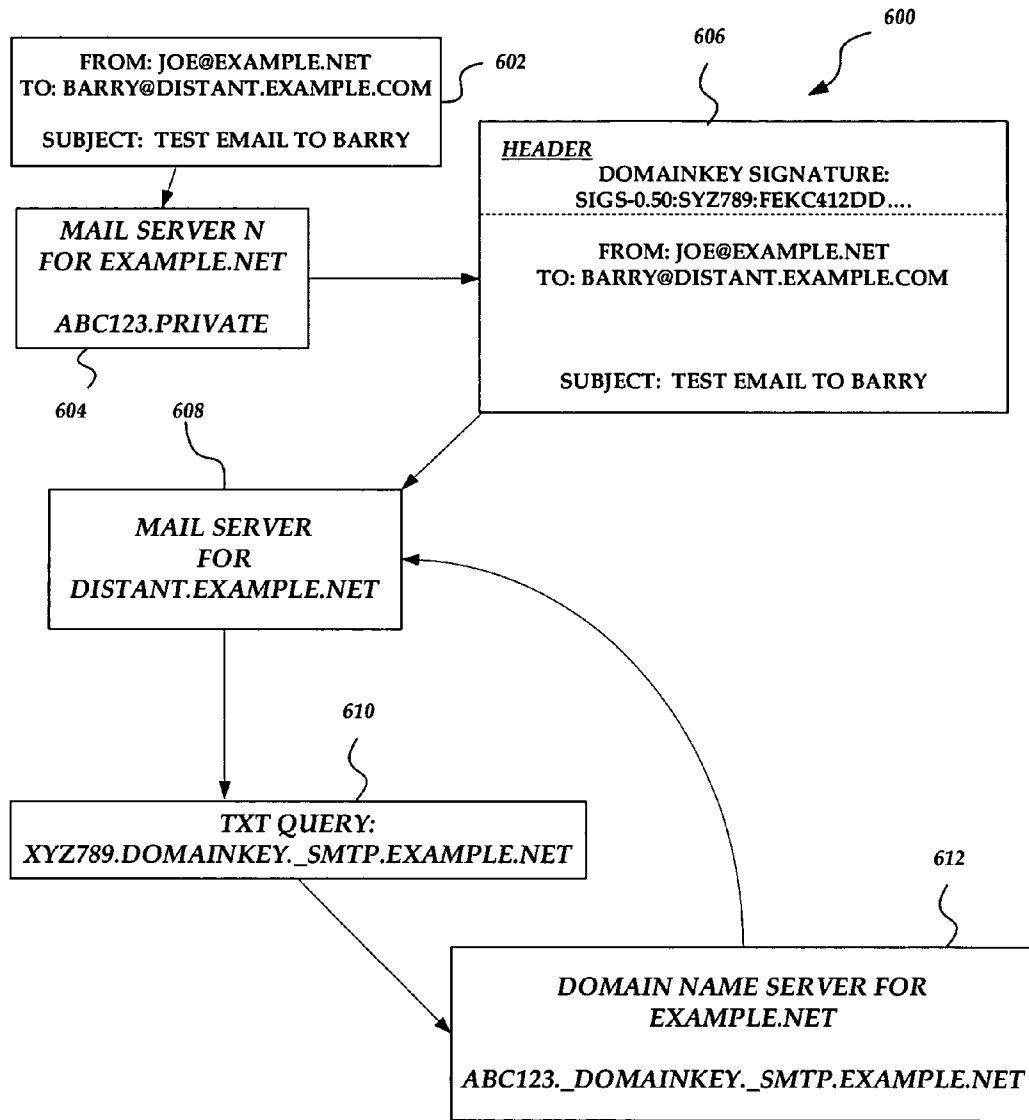 600
FROM: JOE@EXAMPLE.NET
TO: BARRY@DISTANT.EXAMPLE.COM
SUBJECT: TEST EMAIL TO BARRY
602
606
HEADER
DOMAINKEY SIGNATURE:
SIGS-0.50:SYZ789:FEKC412DD....
FROM: JOE@EXAMPLE.NET
TO: BARRY@DISTANT.EXAMPLE.COM
SUBJECT: TEST EMAIL TO BARRY
MAIL SERVER N
FOR EXAMPLE.NET
ABC123.PRIVATE
604
608
MAIL SERVER
FOR
DISTANT.EXAMPLE.NET
610
TXT QUERY:
XYZ789.DOMAINKEY._SMTP.EXAMPLE.NET
612
DOMAIN NAME SERVER FOR
EXAMPLE.NET
ABC123._DOMAINKEY._SMTP.EXAMPLE.NET